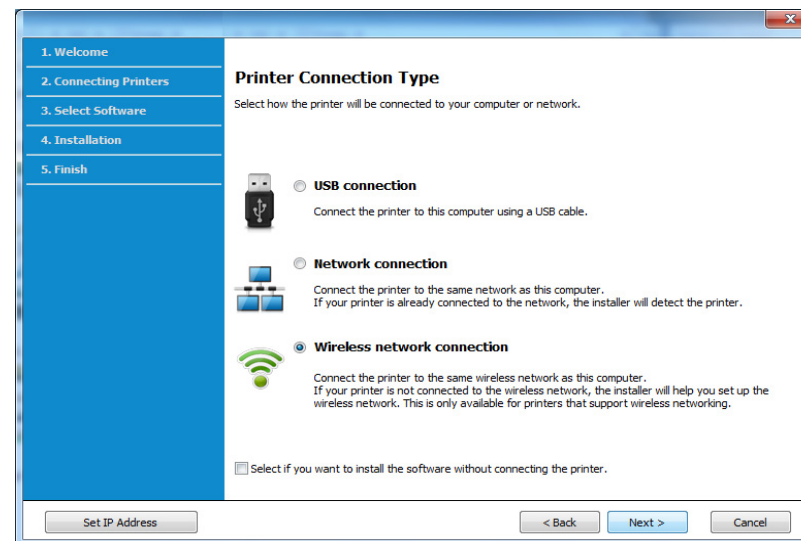 1. Welcome
2. Connecting Printers
3. Select Software
4. Installation
5. Finish
Printer Connection Type
Select how the printer will be connected to your computer or network.
USB connection
Connect the printer to this computer using a USB cable.
Network connection
Connect the printer to the same network as this computer.
If your printer is already connected to the network, the installer will detect the printer.
Wireless network connection
Connect the printer to the same wireless network as this computer.
If your printer is not connected to the wireless network, the installer will help you set up the
wireless network. This is only available for printers that support wireless networking.
Select if you want to install the software without connecting the printer.
Set IP Address
< Back
Next >
Cancel